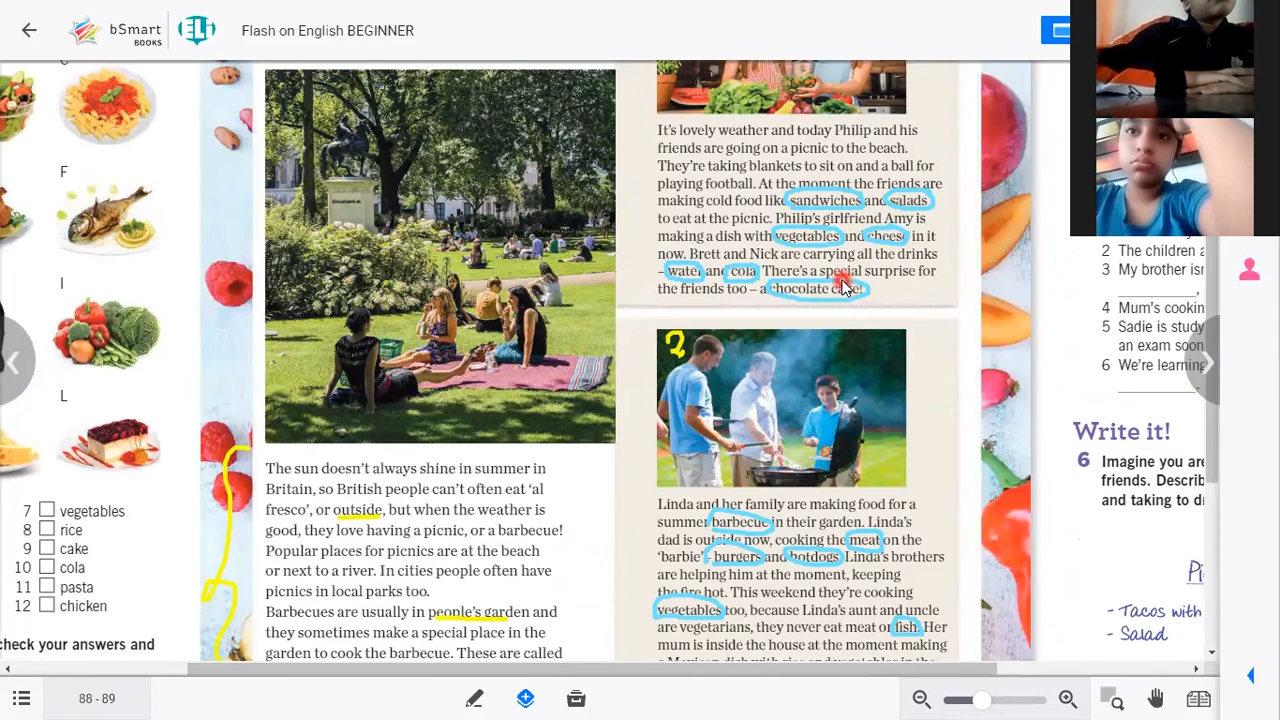 bSmart
BOOKS
ELi
Flash on English BEGINNER
F
I
L
7 vegetables
8 rice
9 cake
10 cola
11 pasta
12 chicken
check your answers and
The sun doesn't always shine in summer in
Britain, so British people can't often eat 'al
fresco', or outside, but when the weather is
good, they love having a picnic, or a barbecue!
Popular places for picnics are at the beach
or next to a river. In cities people often have
picnics in local parks too.
Barbecues are usually in people's garden and
they sometimes make a special place in the
garden to cook the barbecue. These are called
It's lovely weather and today Philip and his
friends are going on a picnic to the beach.
They're taking blankets to sit on and a ball for
playing football. At the moment the friends are
making cold food like sandwiches and salads
to eat at the picnic. Philip's girlfriend Amy is
making a dish with vegetables and cheese in it
now. Brett and Nick are carrying all the drinks
– water and cola. There's a special surprise for
the friends too – a chocolate cake!
2
Linda and her family are making food for a
summer barbecue in their garden. Linda's
dad is outside now, cooking the meat on the
'barbie' - burgers and hotdogs. Linda's brothers
are helping him at the moment, keeping
the fire hot. This weekend they're cooking
vegetables too, because Linda's aunt and uncle
are vegetarians, they never eat meat or fish. Her
mum is inside the house at the moment making
a Mexican dish with rice and vegetables in the
2 The children a
3 My brother isn
4 Mum's cookin
5 Sadie is study
an exam soon
6 We're learning
Write it!
6 Imagine you are
friends. Describ
and taking to dr
Pi
- Tacos with
- Salad
88 - 89